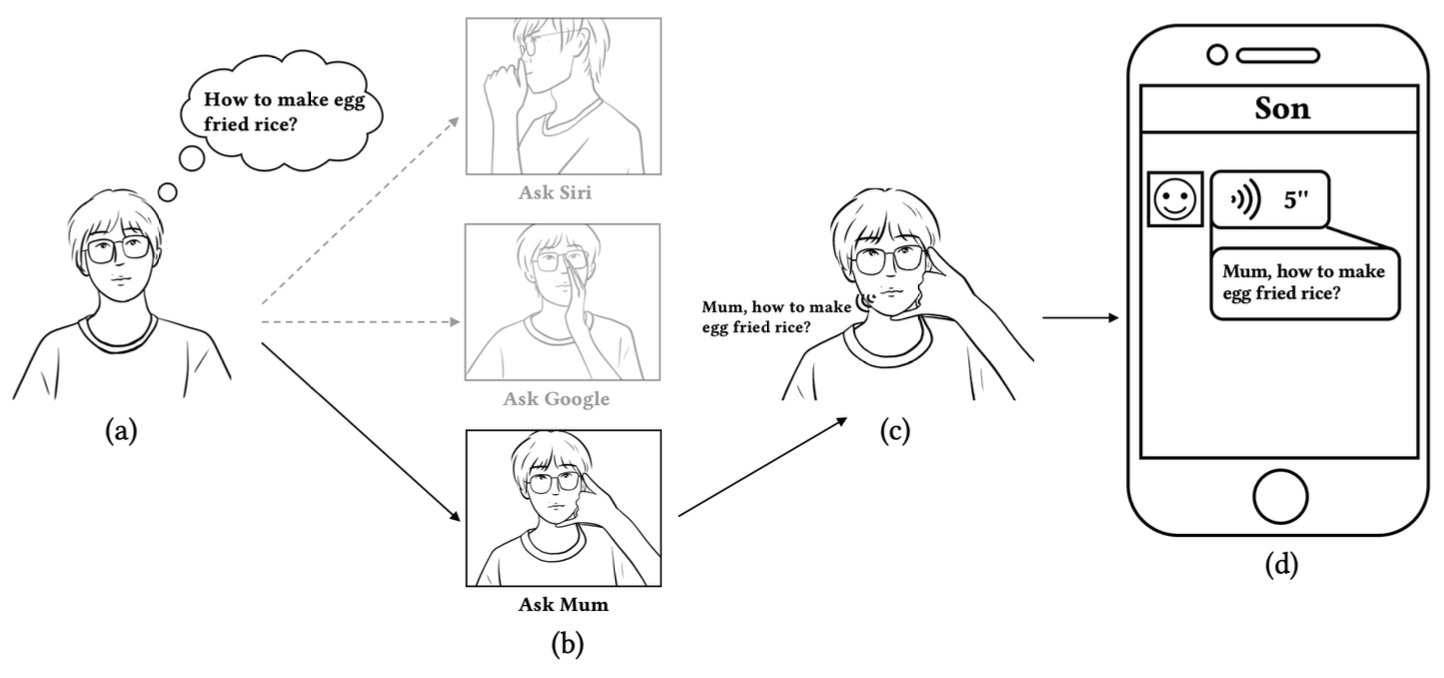 How to make egg
fried rice?
(a)
Ask Siri
Ask Google
Ask Mum
(b)
Mum, how to make
egg fried rice?
(c)
Son
5"
Mum, how to make
egg fried rice?
(d)